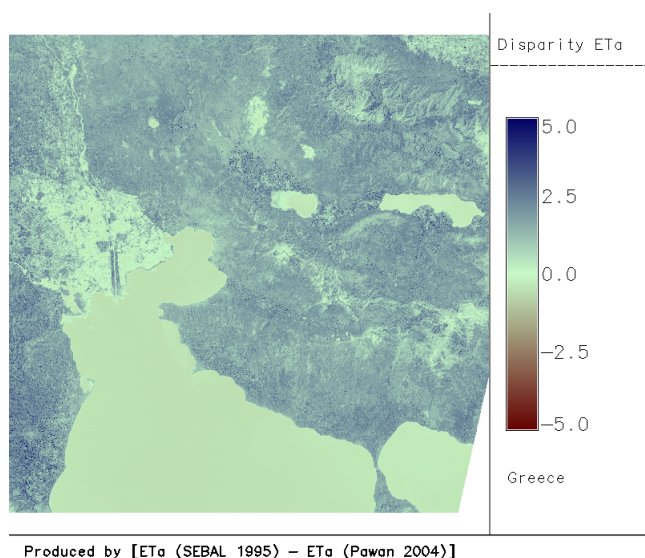 Disparity ETa
5.0
2.5
0.0
−2.5
−5.0
Greece
Produced by [ETa (SEBAL 1995) − ETa (Pawan 2004)]